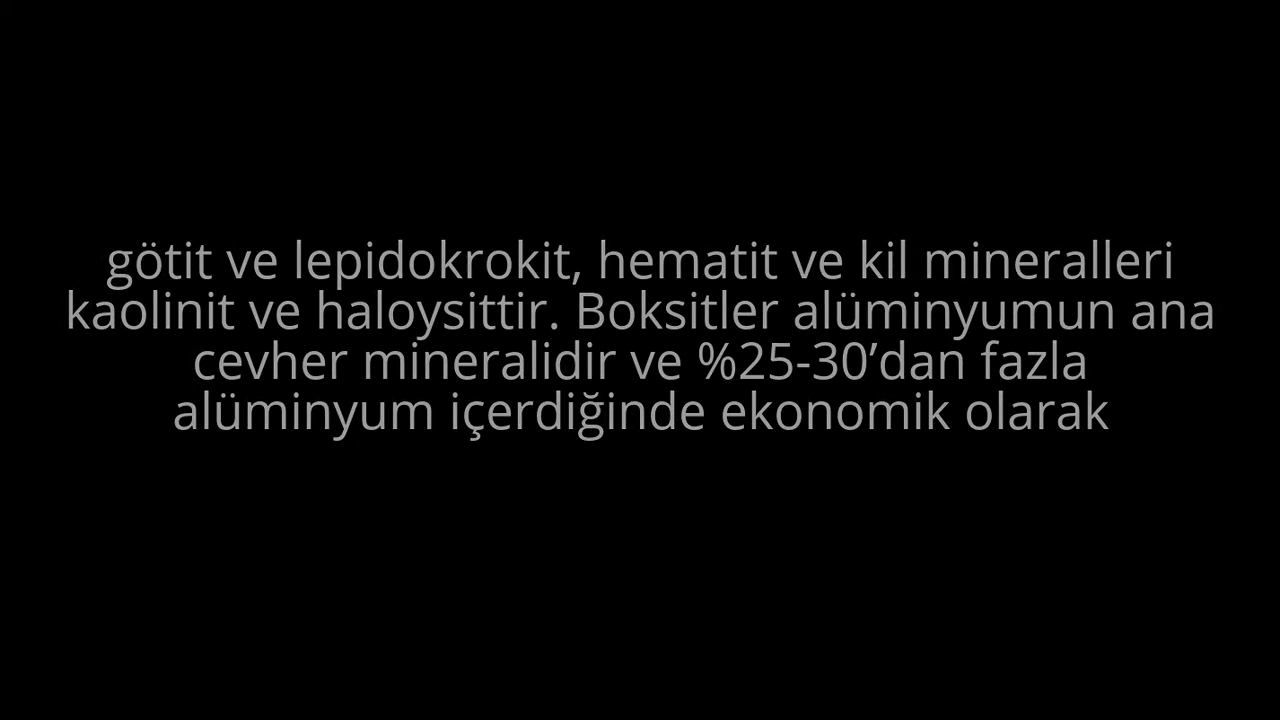 götit ve lepidokrokit, hematit ve kil mineralleri
kaolinit ve haloysittir. Boksitler alüminyumun ana
cevher mineralidir ve %25-30’dan fazla
alüminyum içerdiğinde ekonomik olarak